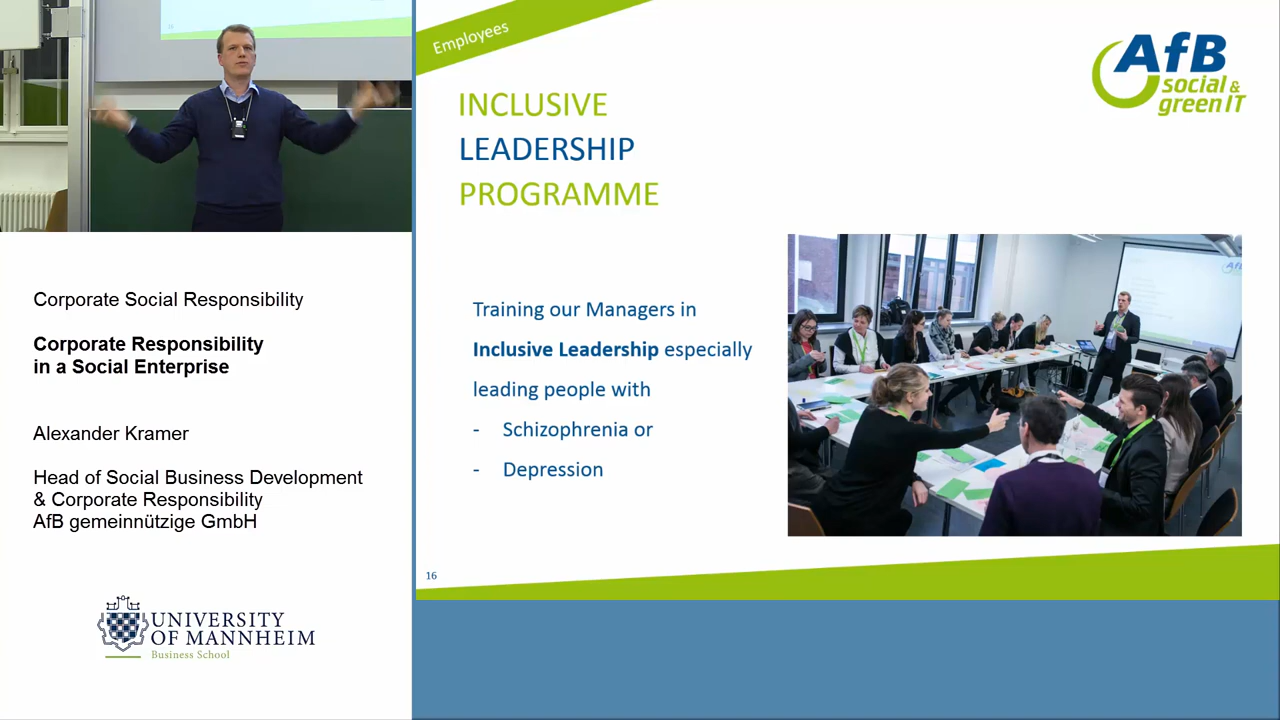 Corporate Social Responsibility
Corporate Responsibility
in a Social Enterprise
Alexander Kramer
Head of Social Business Development
& Corporate Responsibility
AfB gemeinnützige GmbH
UNIVERSITY
OF MANNHEIM
Business School
Employees
AfB
social &
green IT
INCLUSIVE
LEADERSHIP
PROGRAMME
Training our Managers in
Inclusive Leadership especially
leading people with
- Schizophrenia or
- Depression
AfB
16